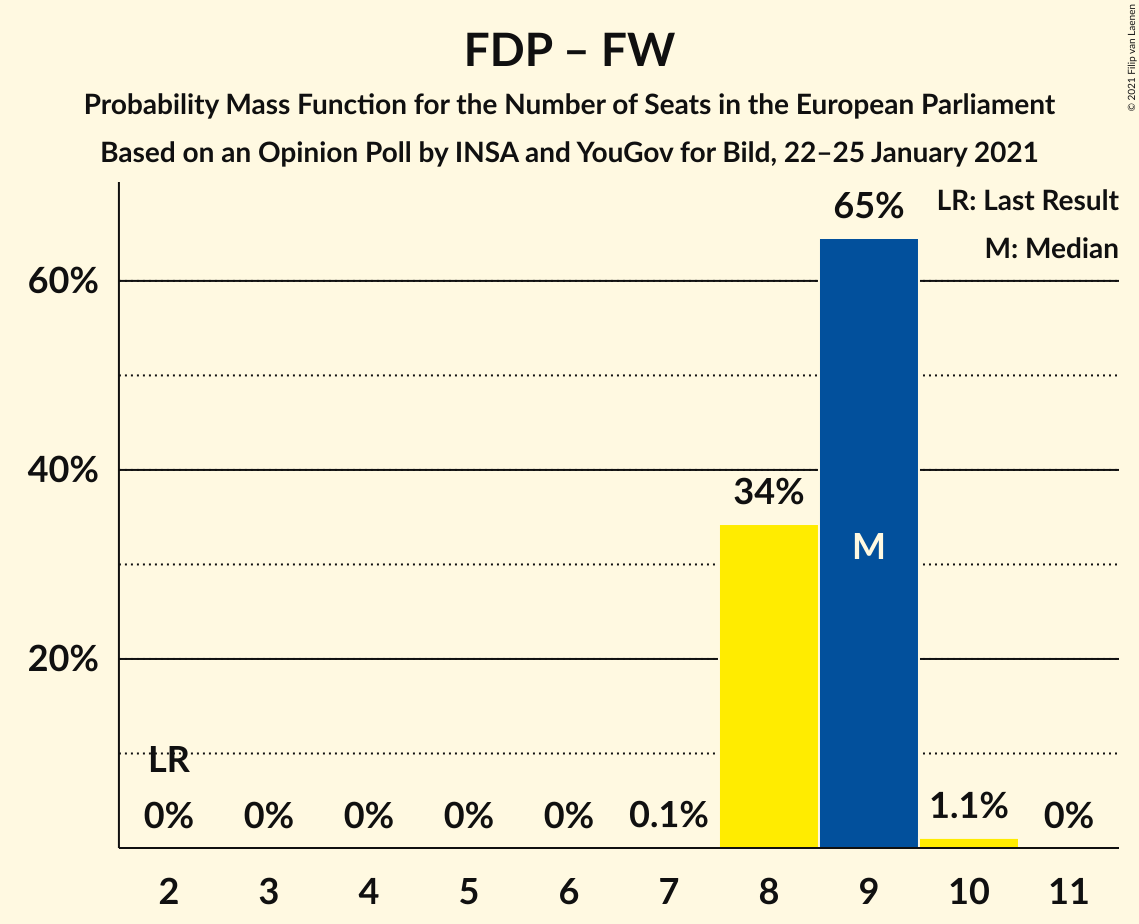 FDP – FW
Probability Mass Function for the Number of Seats in the European Parliament
Based on an Opinion Poll by INSA and YouGov for Bild, 22–25 January 2021
© 2021 Filip van Laenen
LR: Last Result
M: Median
65%
60%
40%
34%
M
20%
LR
0% 0% 0% 0% 0% 0.1% 1.1% 0%
2 3 4 5 6 7 8 9 10 11